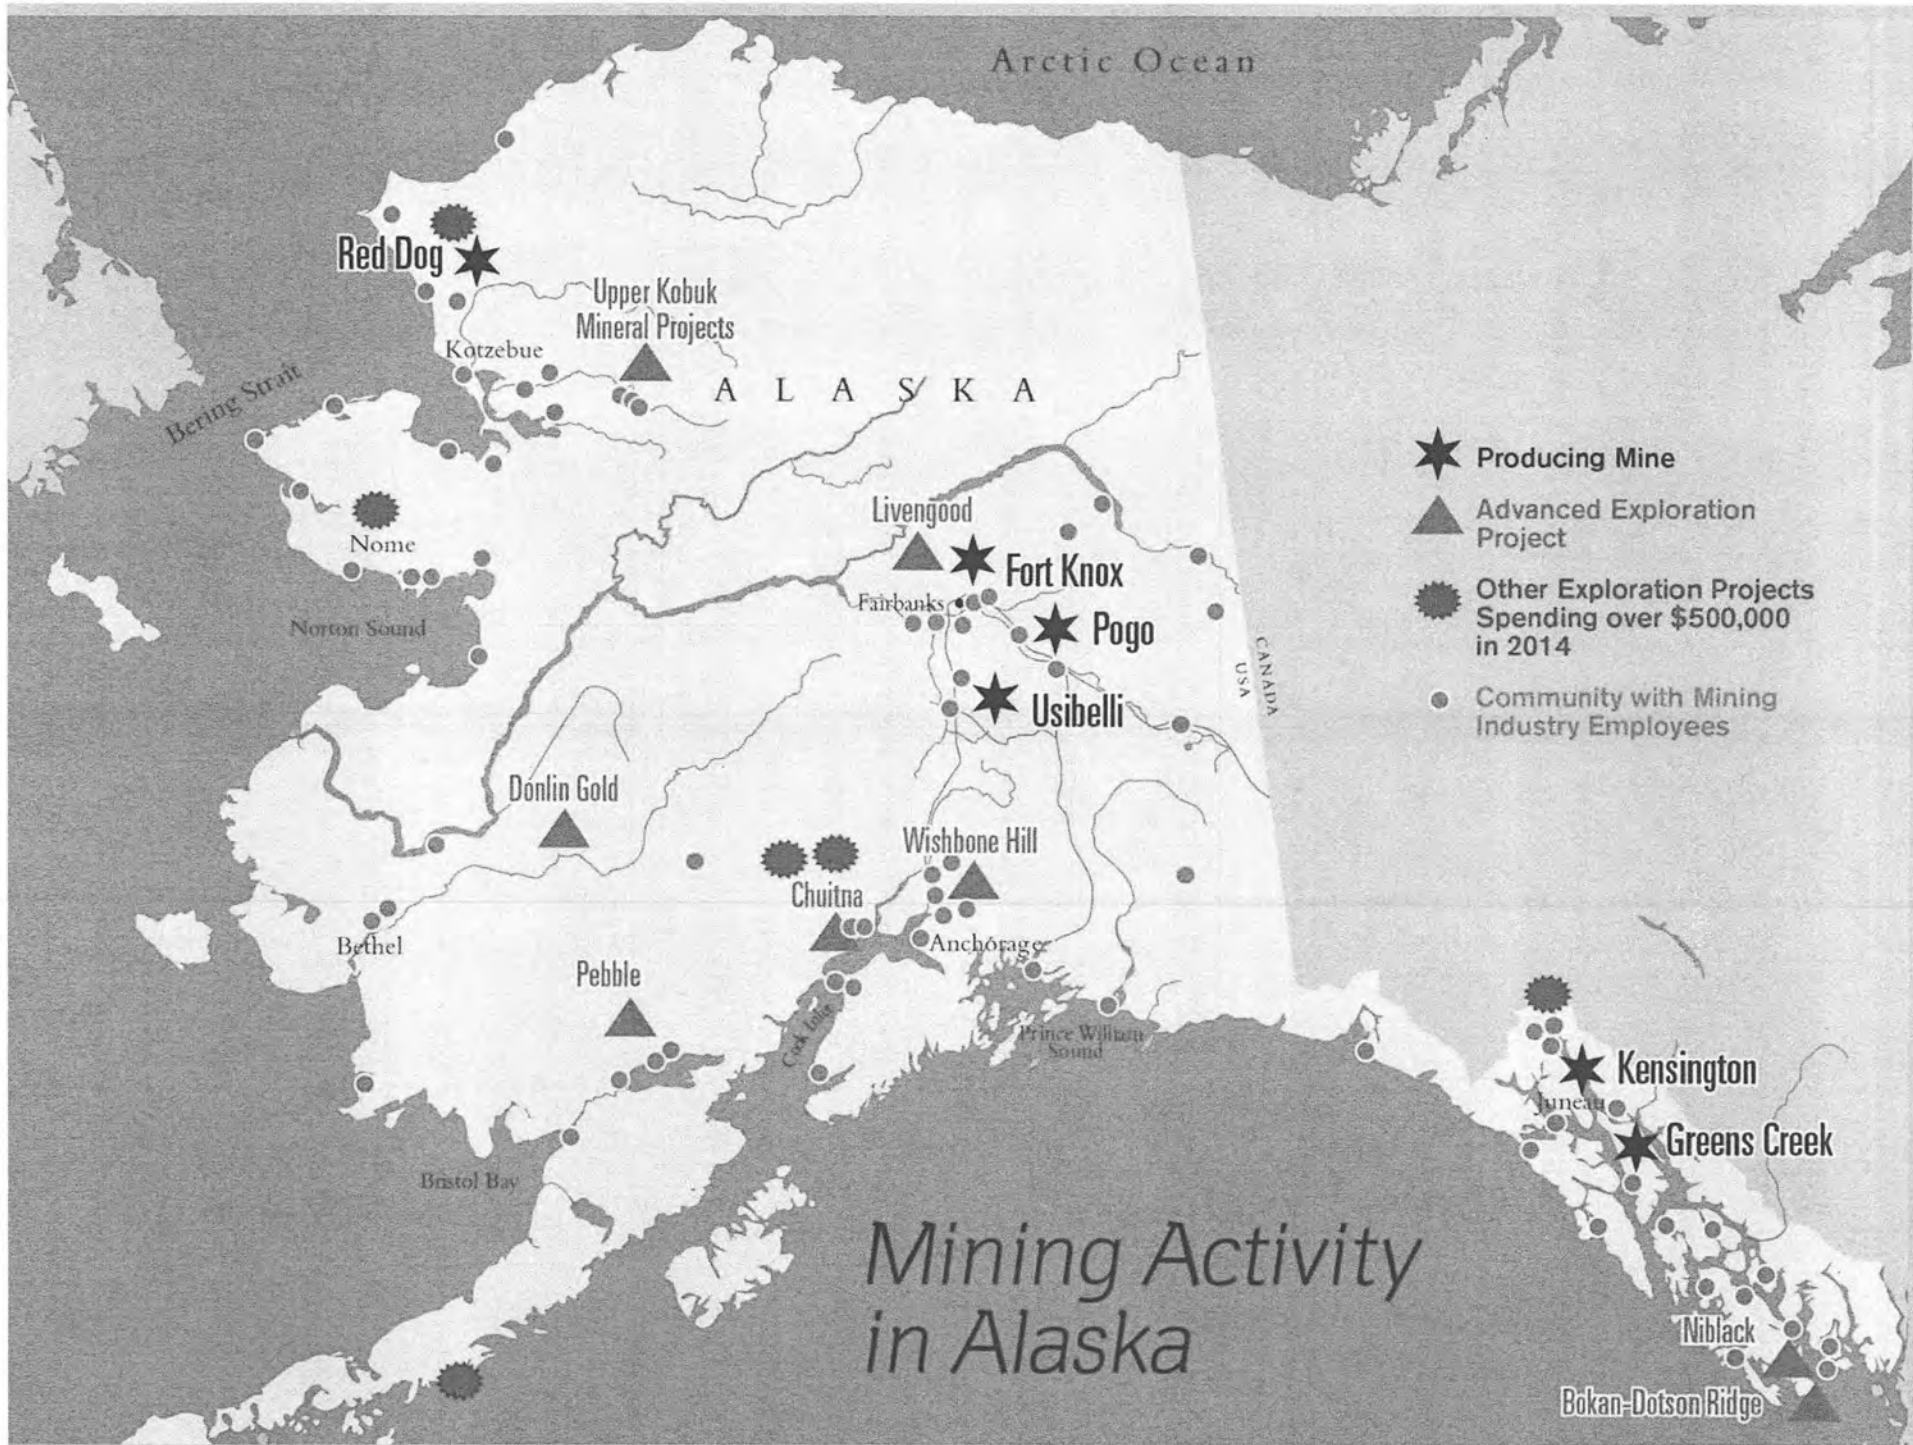 Arctic Ocean
Red Dog
Upper Kobuk
Mineral Projects
Kotzebue
Bering Strait
A L A S K A
Producing Mine
Advanced Exploration
Project
Other Exploration Projects
Spending over $500,000
in 2014
Community with Mining
Industry Employees
Livengood
Nome
Fort Knox
Fairbanks
Norton Sound
Pogo
CANADA
USA
Usibelli
Donlin Gold
Wishbone Hill
Chuitna
Bethel
Anchorage
Pebble
Cook Inlet
Prince William
Sound
Kensington
Juneau
Greens Creek
Bristol Bay
Mining Activity
in Alaska
Niblack
Bokan-Dotson Ridge